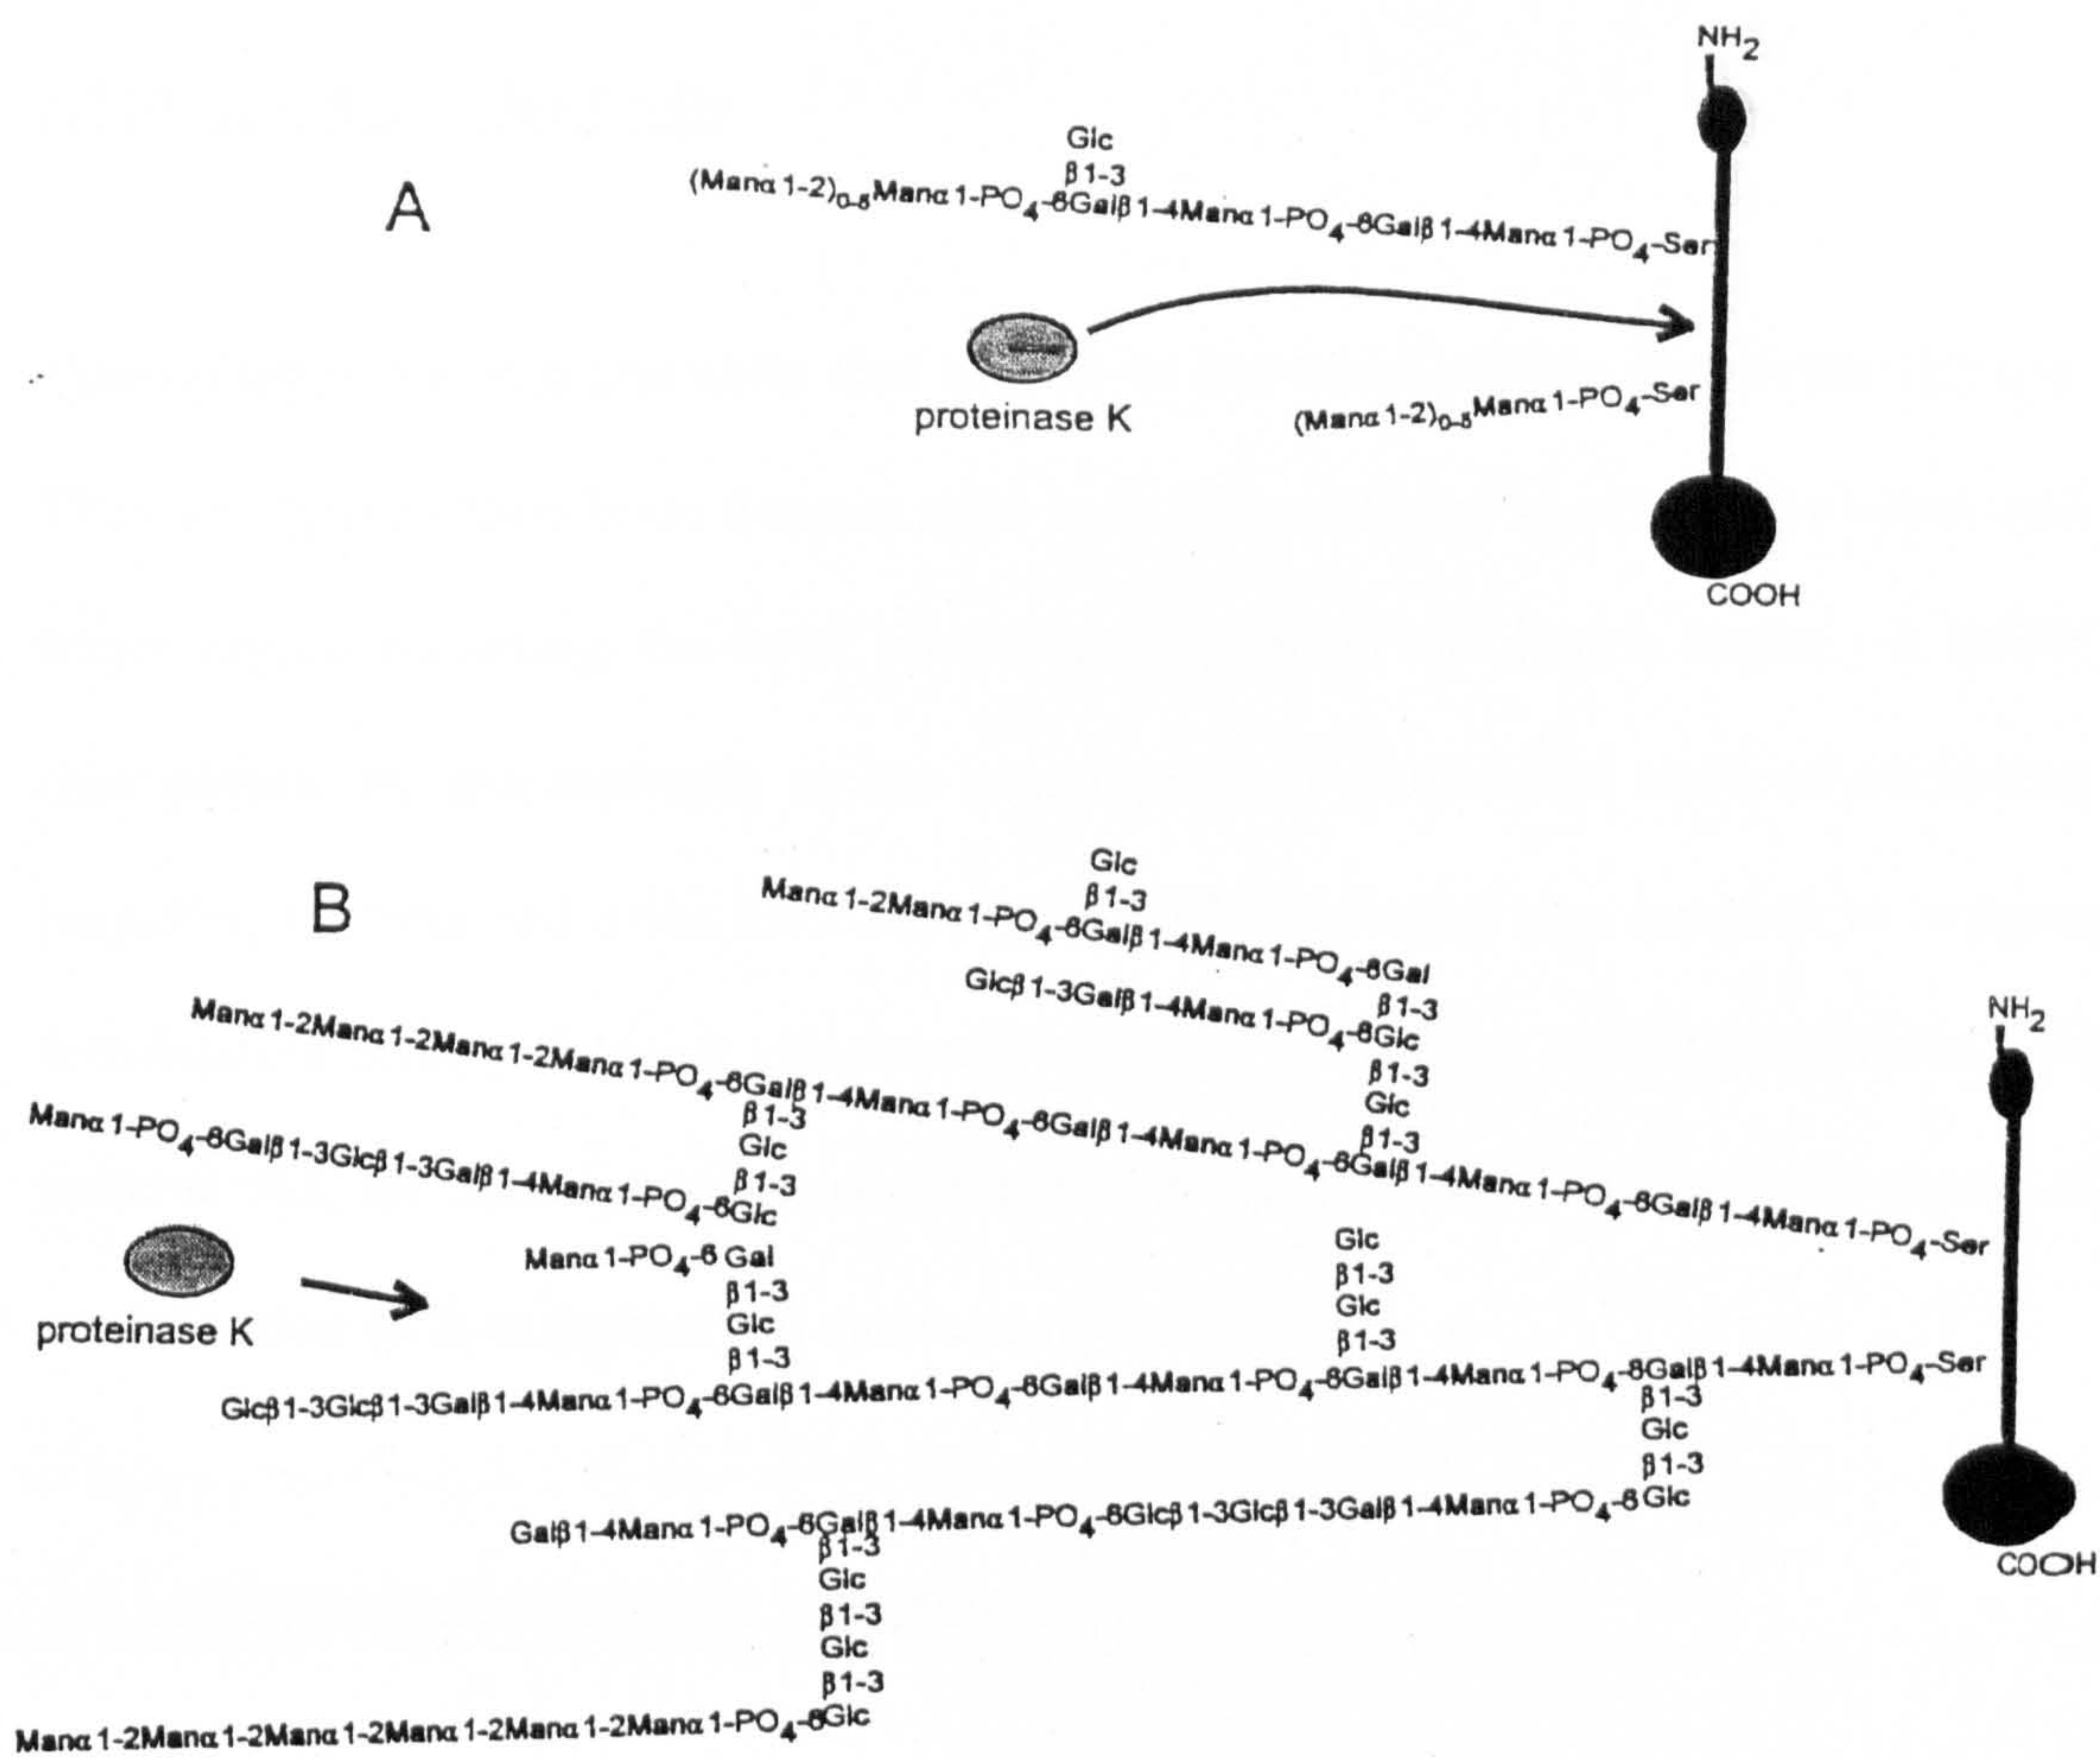 NH2
Glc
β1-3
A
(Manα1-2)0-5Manα1-PO4-6Galβ1-4Manα1-PO4-6Galβ1-4Manα1-PO4-Ser
proteinase K
(Manα1-2)0-5Manα1-PO4-Ser
COOH
B
Glc
β1-3
Manα1-2Manα1-PO4-6Galβ1-4Manα1-PO4-6Gal
β1-3
Glcβ1-3Galβ1-4Manα1-PO4-6Glc
β1-3
Glc
β1-3
NH2
Manα1-2Manα1-2Manα1-2Manα1-PO4-6Galβ1-4Manα1-PO4-6Galβ1-4Manα1-PO4-6Galβ1-4Manα1-PO4-6Galβ1-4Manα1-PO4-Ser
β1-3
Glc
β1-3
Manα1-PO4-6Galβ1-3Glcβ1-3Galβ1-4Manα1-PO4-6Glc
Manα1-PO4-6 Gal
β1-3
Glc
β1-3
proteinase K
Glc
β1-3
Glc
β1-3
Glcβ1-3Glcβ1-3Galβ1-4Manα1-PO4-6Galβ1-4Manα1-PO4-6Galβ1-4Manα1-PO4-6Galβ1-4Manα1-PO4-6Galβ1-4Manα1-PO4-Ser
β1-3
Glc
β1-3
Galβ1-4Manα1-PO4-6Galβ1-4Manα1-PO4-6Glcβ1-3Glcβ1-3Galβ1-4Manα1-PO4-6Glc
COOH
β1-3
Glc
β1-3
Glc
β1-3
Manα1-2Manα1-2Manα1-2Manα1-2Manα1-2Manα1-PO4-6Glc